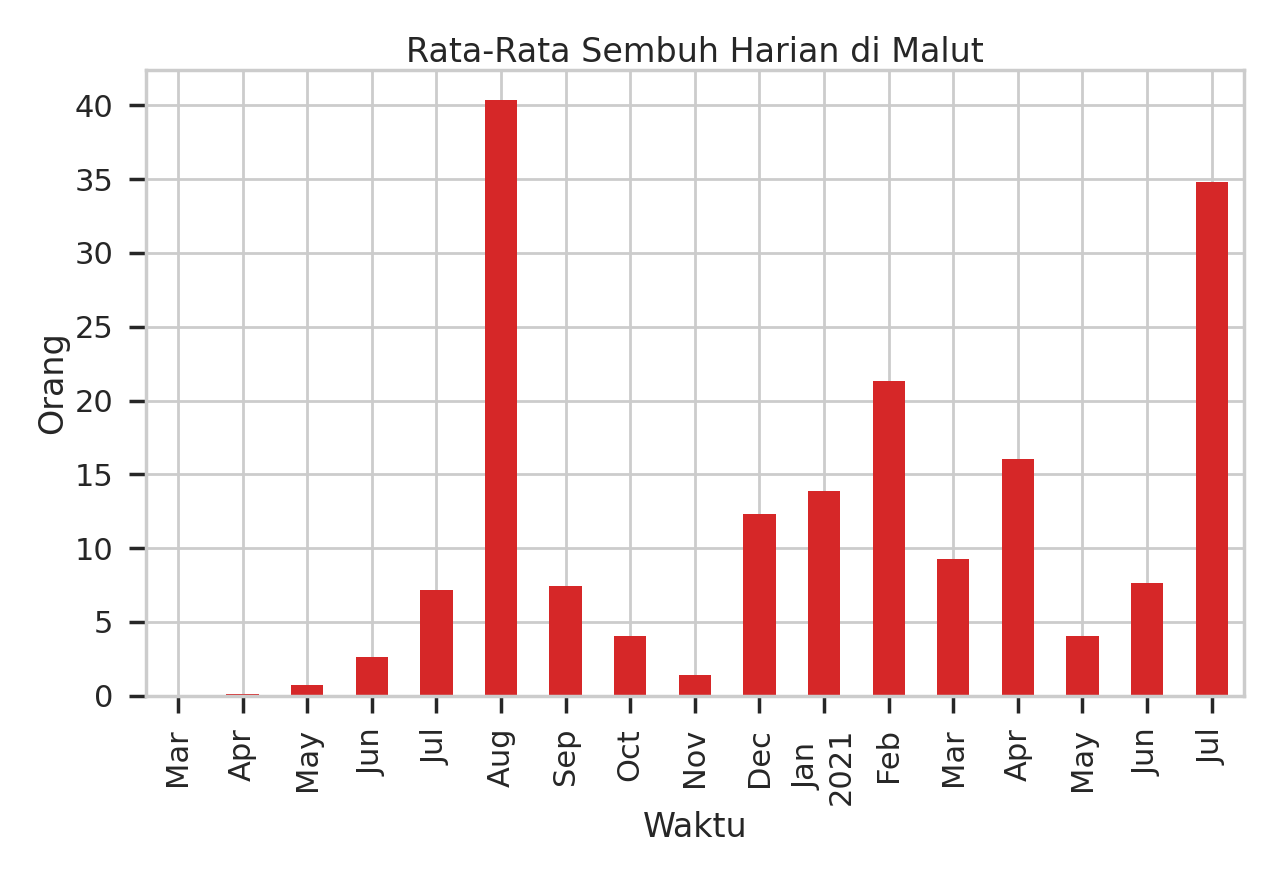 Rata-Rata Sembuh Harian di Malut
Orang
40
35
30
25
20
15
10
5
0
Mar
Apr
May
Jun
Jul
Aug
Sep
Oct
Nov
Dec
Jan
2021
Feb
Mar
Apr
May
Jun
Jul
Waktu